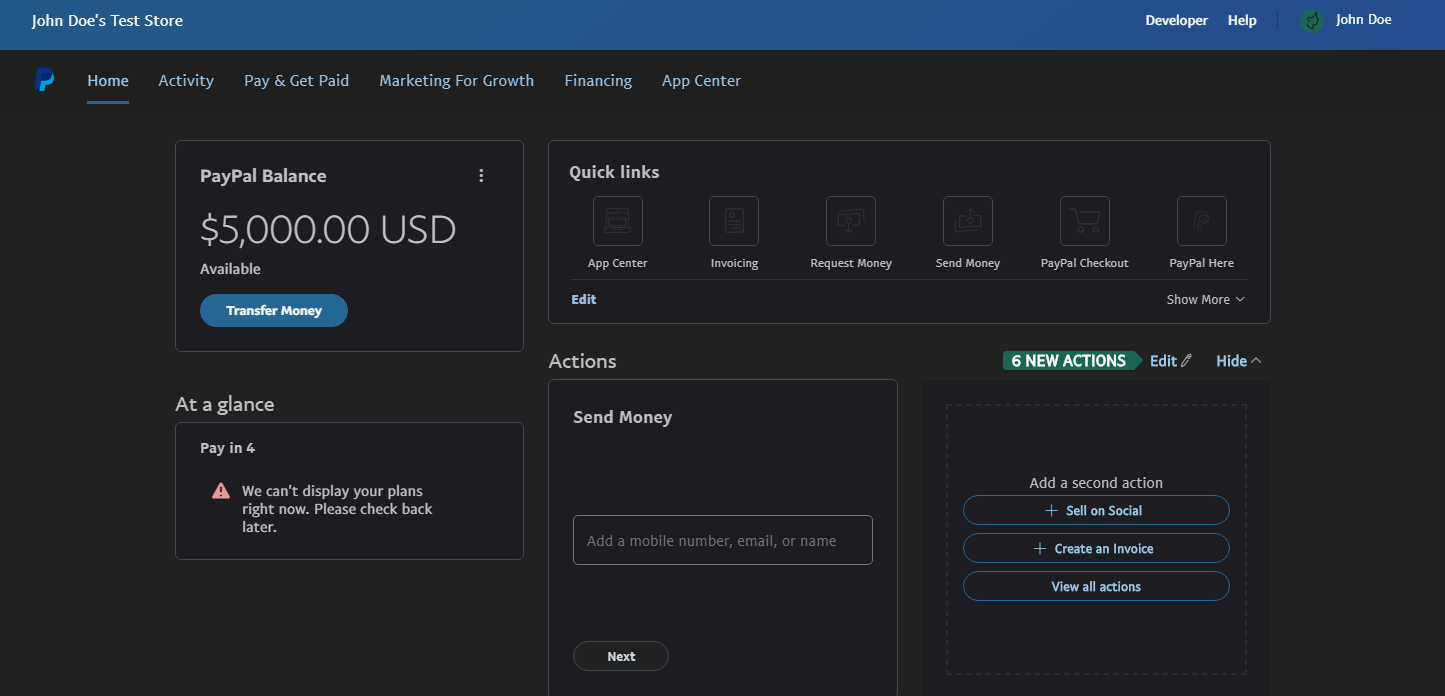 John Doe's Test Store
Developer Help John Doe
Home Activity Pay & Get Paid Marketing For Growth Financing App Center
PayPal Balance
$5,000.00 USD
Available
Transfer Money
Quick links
App Center Invoicing Request Money Send Money PayPal Checkout PayPal Here
Edit Show More
At a glance
Pay in 4
We can't display your plans
right now. Please check back
later.
Actions
6 NEW ACTIONS Edit Hide
Send Money
Add a mobile number, email, or name
Next
Add a second action
Sell on Social
Create an Invoice
View all actions